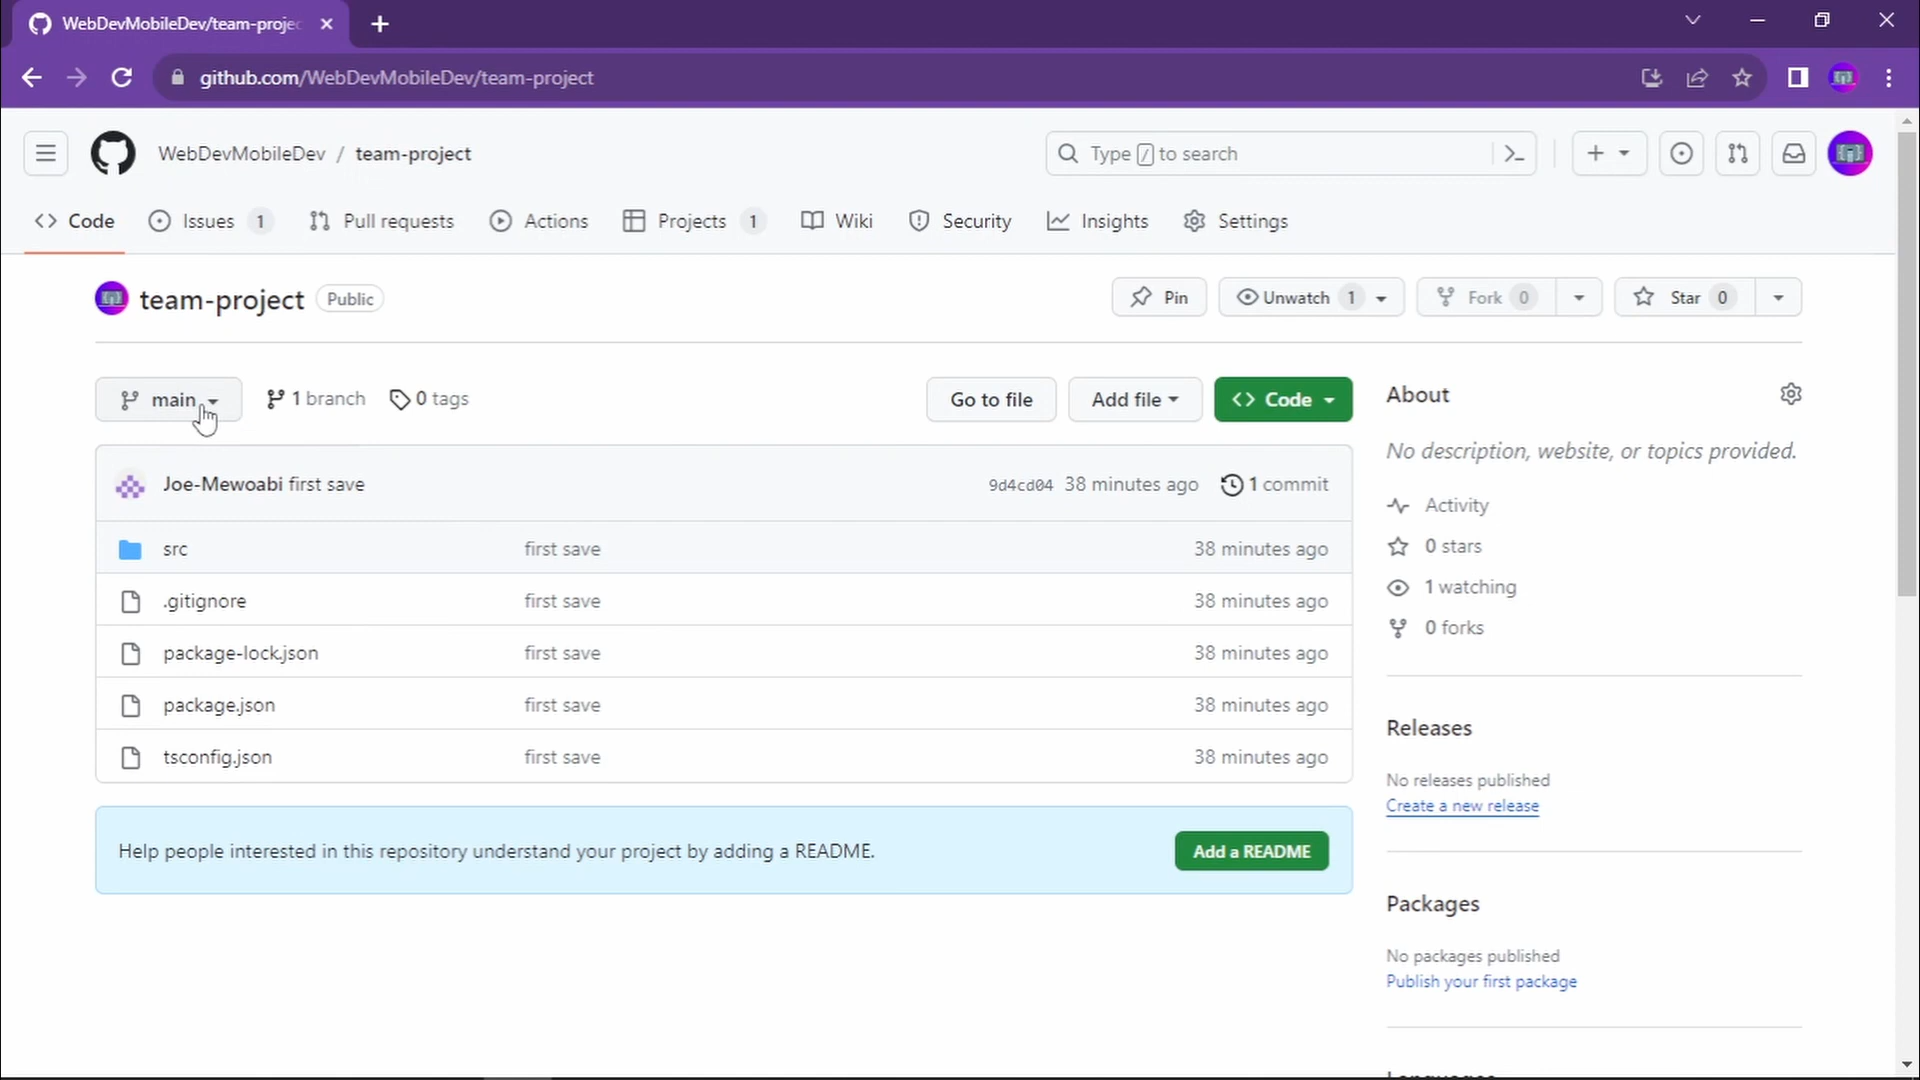 WebDevMobileDev/team-projec
github.com/WebDevMobileDev/team-project
WebDevMobileDev / team-project
Type / to search
Code
Issues 1
Pull requests
Actions
Projects 1
Wiki
Security
Insights
Settings
team-project Public
Pin
Unwatch 1
Fork 0
Star 0
main
1 branch
0 tags
Go to file
Add file
Code
Joe-Mewoabi first save 9d4cd04 38 minutes ago 1 commit
src first save 38 minutes ago
.gitignore first save 38 minutes ago
package-lock.json first save 38 minutes ago
package.json first save 38 minutes ago
tsconfig.json first save 38 minutes ago
Help people interested in this repository understand your project by adding a README.
Add a README
About
No description, website, or topics provided.
Activity
0 stars
1 watching
0 forks
Releases
No releases published
Create a new release
Packages
No packages published
Publish your first package